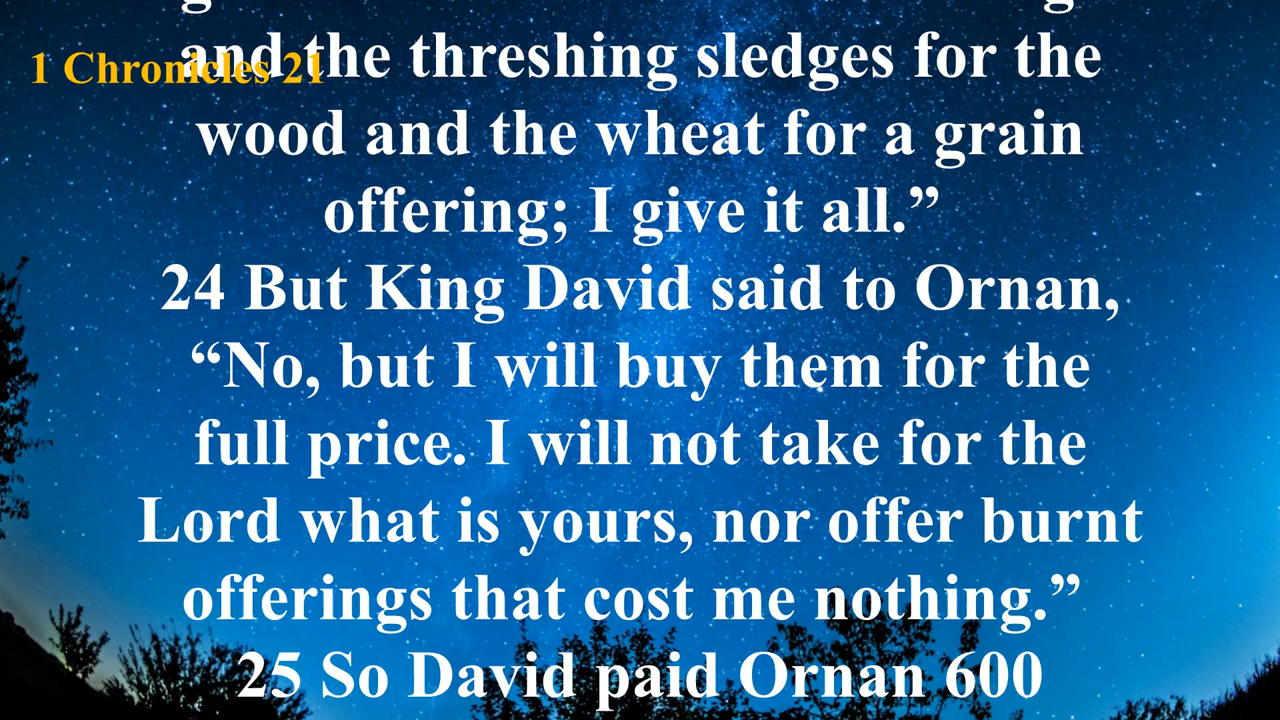 1 Chronicles 21
and the threshing sledges for the
wood and the wheat for a grain
offering; I give it all.”
24 But King David said to Ornan,
“No, but I will buy them for the
full price. I will not take for the
Lord what is yours, nor offer burnt
offerings that cost me nothing.”
25 So David paid Ornan 600